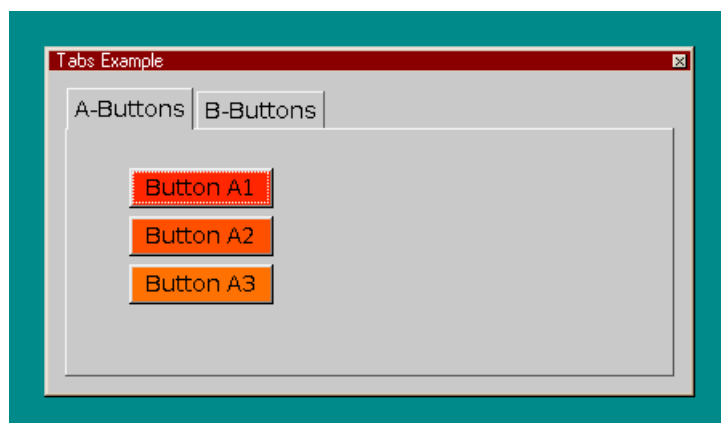 Tabs Example
A-Buttons B-Buttons
Button A1
Button A2
Button A3